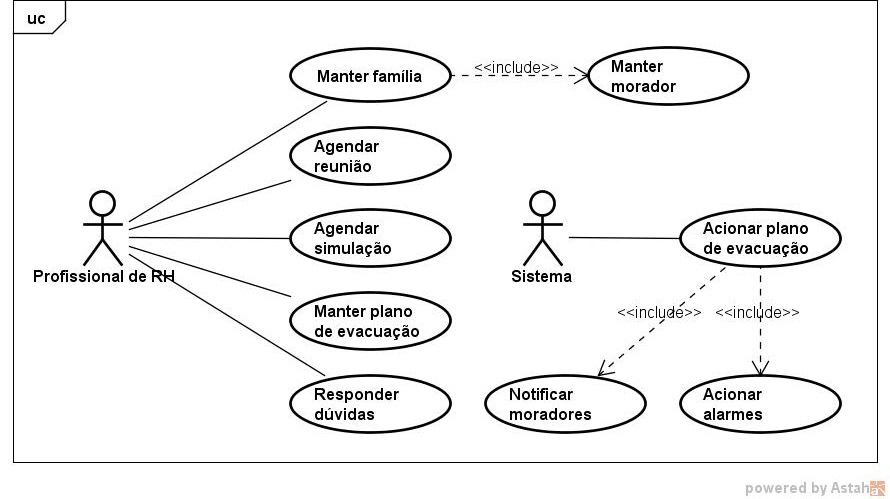 uc
Manter família
<<include>>
Manter
morador
Agendar
reunião
Agendar
simulação
Acionar plano
de evacuação
Profissional de RH
Sistema
Manter plano
de evacuação
<<include>>
<<include>>
Responder
dúvidas
Notificar
moradores
Acionar
alarmes
powered by Astah